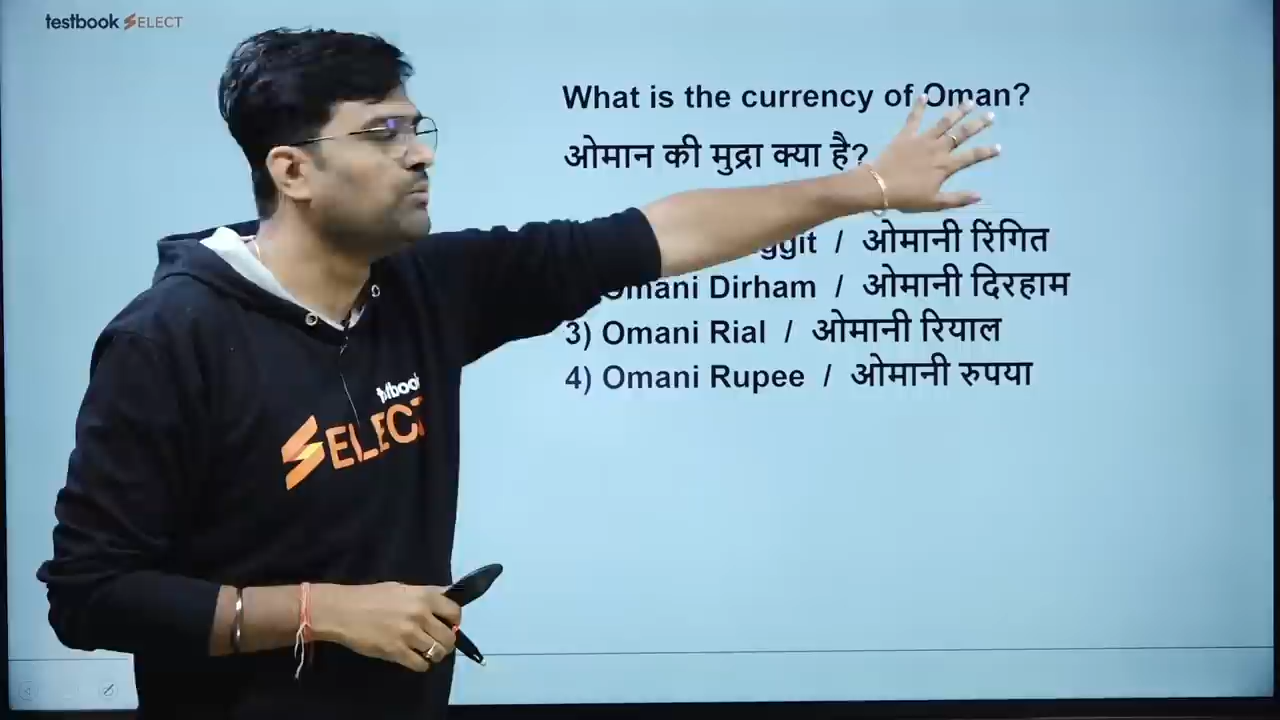 testbook SELECT
What is the currency of Oman?
ओमान की मुद्रा क्या है?
/ ओमानी रिंगित
Omani Dirham / ओमानी दिरहाम
3) Omani Rial / ओमानी रियाल
4) Omani Rupee / ओमानी रुपया
testbook
SELECT